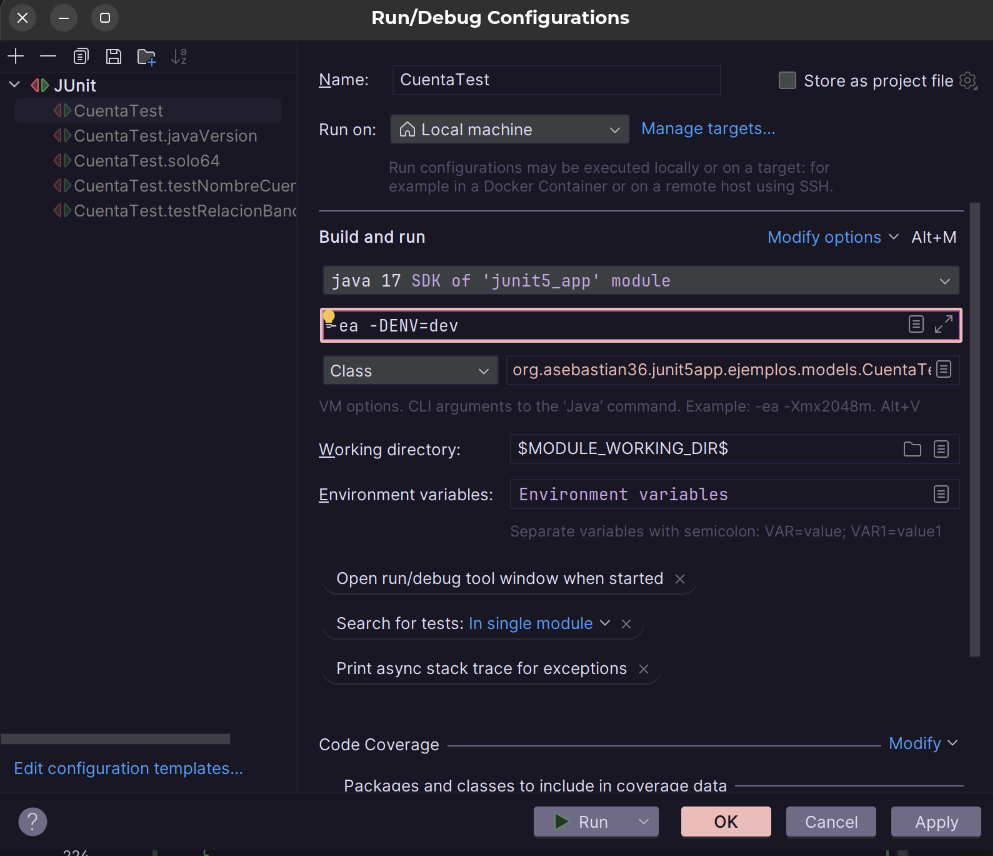 Run/Debug Configurations
JUnit
CuentaTest
CuentaTest.javaVersion
CuentaTest.solo64
CuentaTest.testNombreCuen
CuentaTest.testRelacionBanc
Edit configuration templates...
Name: CuentaTest Store as project file
Run on: Local machine Manage targets...
Run configurations may be executed locally or on a target: for
example in a Docker Container or on a remote host using SSH.
Build and run Modify options Alt+M
java 17 SDK of 'junit5_app' module
-ea -DENV=dev
Class org.asebastian36.junit5app.ejemplos.models.CuentaTe
VM options. CLI arguments to the ‘Java’ command. Example: -ea -Xmx2048m. Alt+V
Working directory: $MODULE_WORKING_DIR$
Environment variables: Environment variables
Separate variables with semicolon: VAR=value; VAR1=value1
Open run/debug tool window when started
Search for tests: In single module
Print async stack trace for exceptions
Code Coverage Modify
Packages and classes to include in coverage data
? Run OK Cancel Apply
224